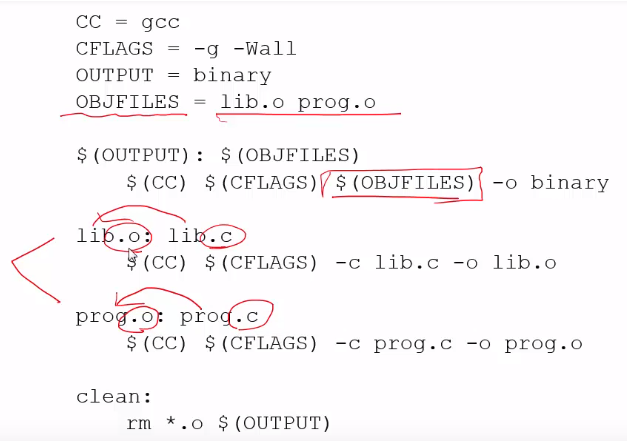 CC = gcc
CFLAGS = -g -Wall
OUTPUT = binary
OBJFILES = lib.o prog.o
$(OUTPUT): $(OBJFILES)
$(CC) $(CFLAGS) $(OBJFILES) -o binary
lib.o: lib.c
$(CC) $(CFLAGS) -c lib.c -o lib.o
prog.o: prog.c
$(CC) $(CFLAGS) -c prog.c -o prog.o
clean:
rm *.o $(OUTPUT)